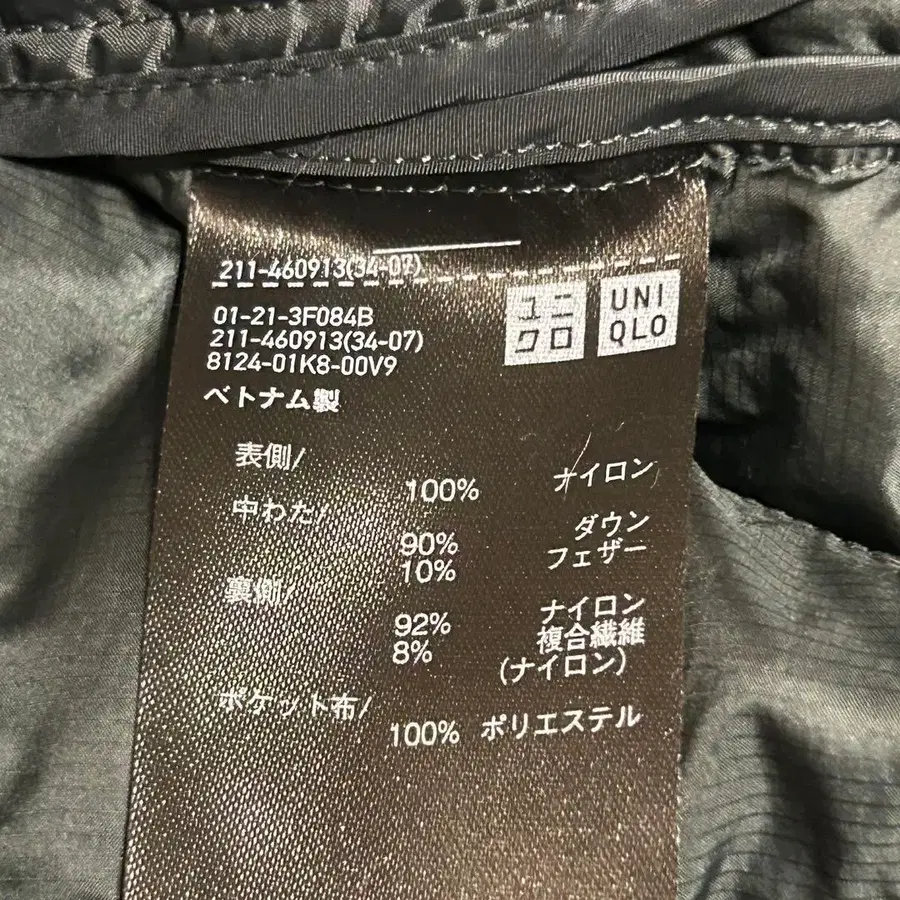 211-460913(34-07)
ユニ
クロ
UNI
QLO
01-21-3F084B
211-460913(34-07)
8124-01K8-00V9
ベトナム製
表側/
100% ナイロン
中わた/
90% ダウン
10% フェザー
裏側/
92% ナイロン
8% 複合繊維
(ナイロン)
ポケット布/
100% ポリエステル